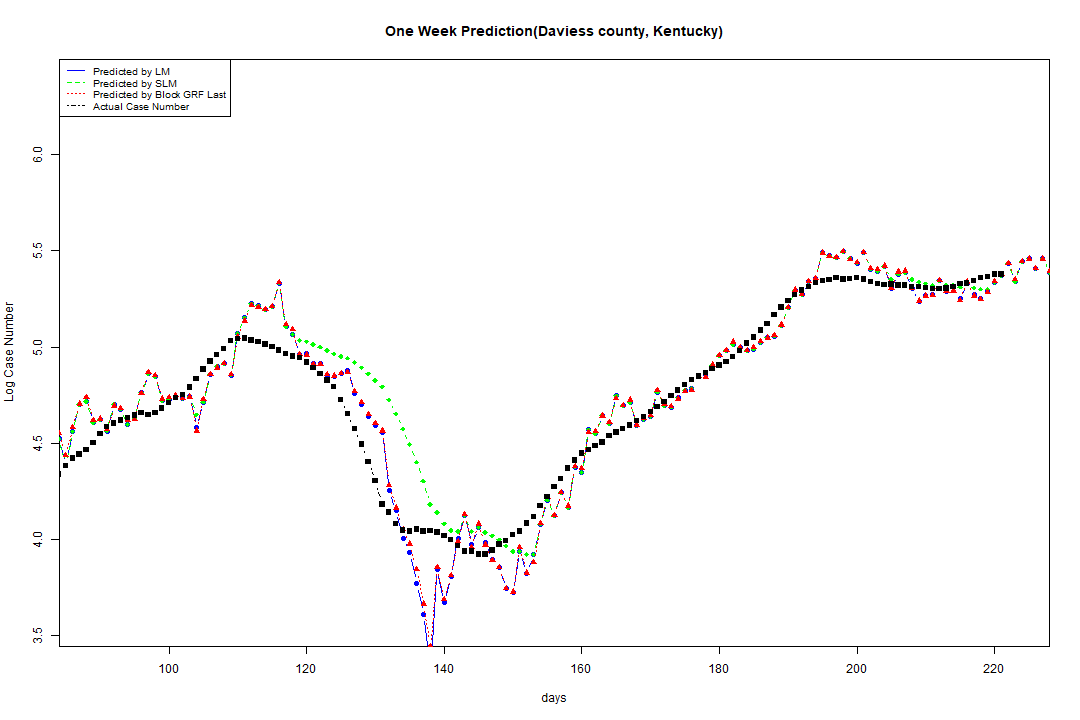 One Week Prediction(Daviess county, Kentucky)
Predicted by LM
Predicted by SLM
Predicted by Block GRF Last
Actual Case Number
6.0
5.5
5.0
4.5
4.0
3.5
Log Case Number
100 120 140 160 180 200 220
days